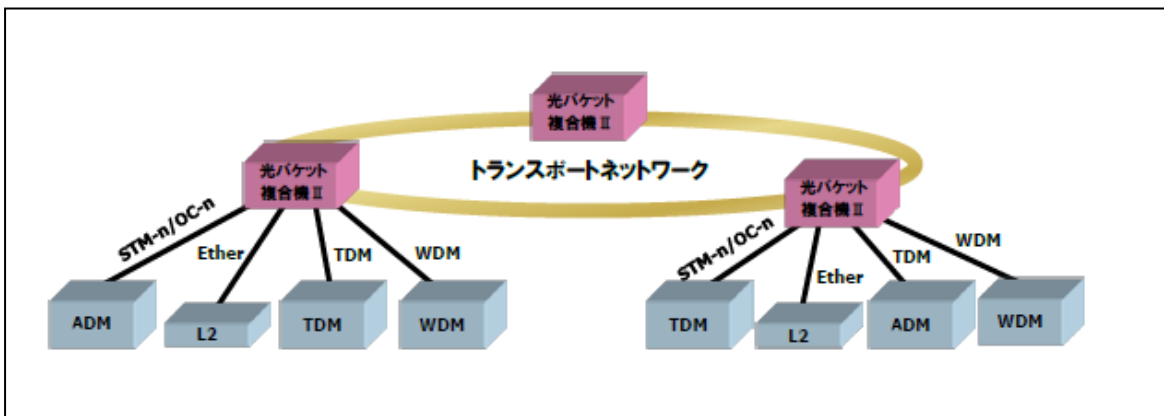 光パケット
複合機Ⅱ
トランスポートネットワーク
光パケット
複合機Ⅱ
光パケット
複合機Ⅱ
STM-n/OC-n
Ether
TDM
WDM
STM-n/OC-n
Ether
TDM
WDM
ADM
L2
TDM
WDM
TDM
L2
ADM
WDM